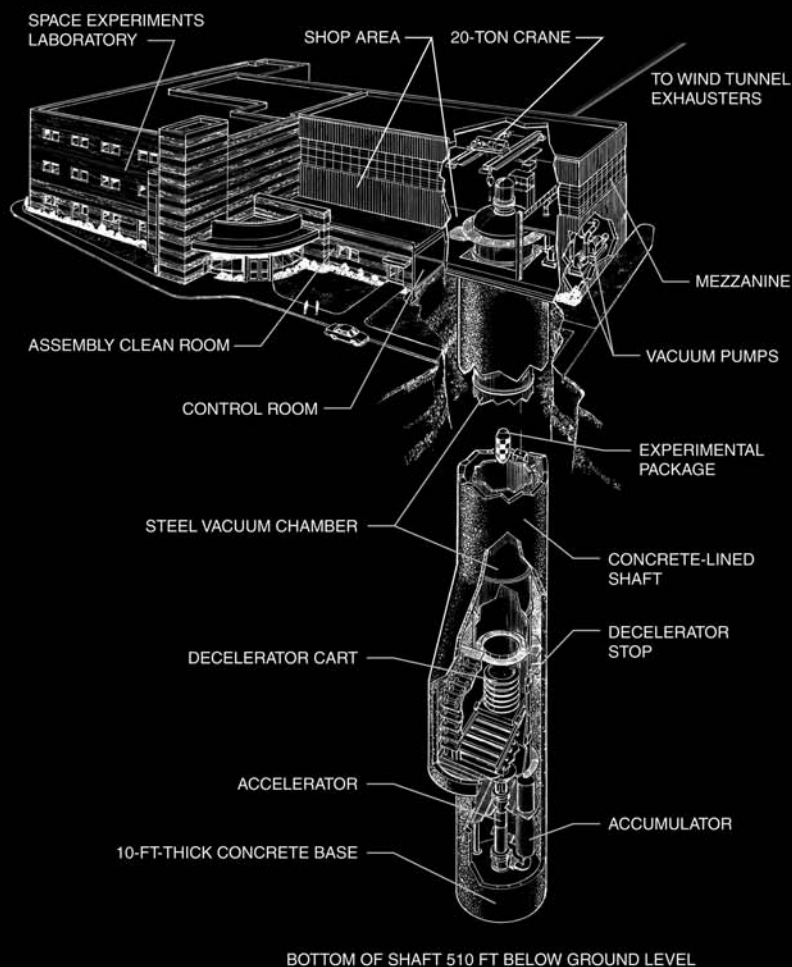 SPACE EXPERIMENTS
LABORATORY
SHOP AREA
20-TON CRANE
TO WIND TUNNEL
EXHAUSTERS
MEZZANINE
ASSEMBLY CLEAN ROOM
VACUUM PUMPS
CONTROL ROOM
EXPERIMENTAL
PACKAGE
STEEL VACUUM CHAMBER
CONCRETE-LINED
SHAFT
DECELERATOR
STOP
DECELERATOR CART
ACCELERATOR
ACCUMULATOR
10-FT-THICK CONCRETE BASE
BOTTOM OF SHAFT 510 FT BELOW GROUND LEVEL